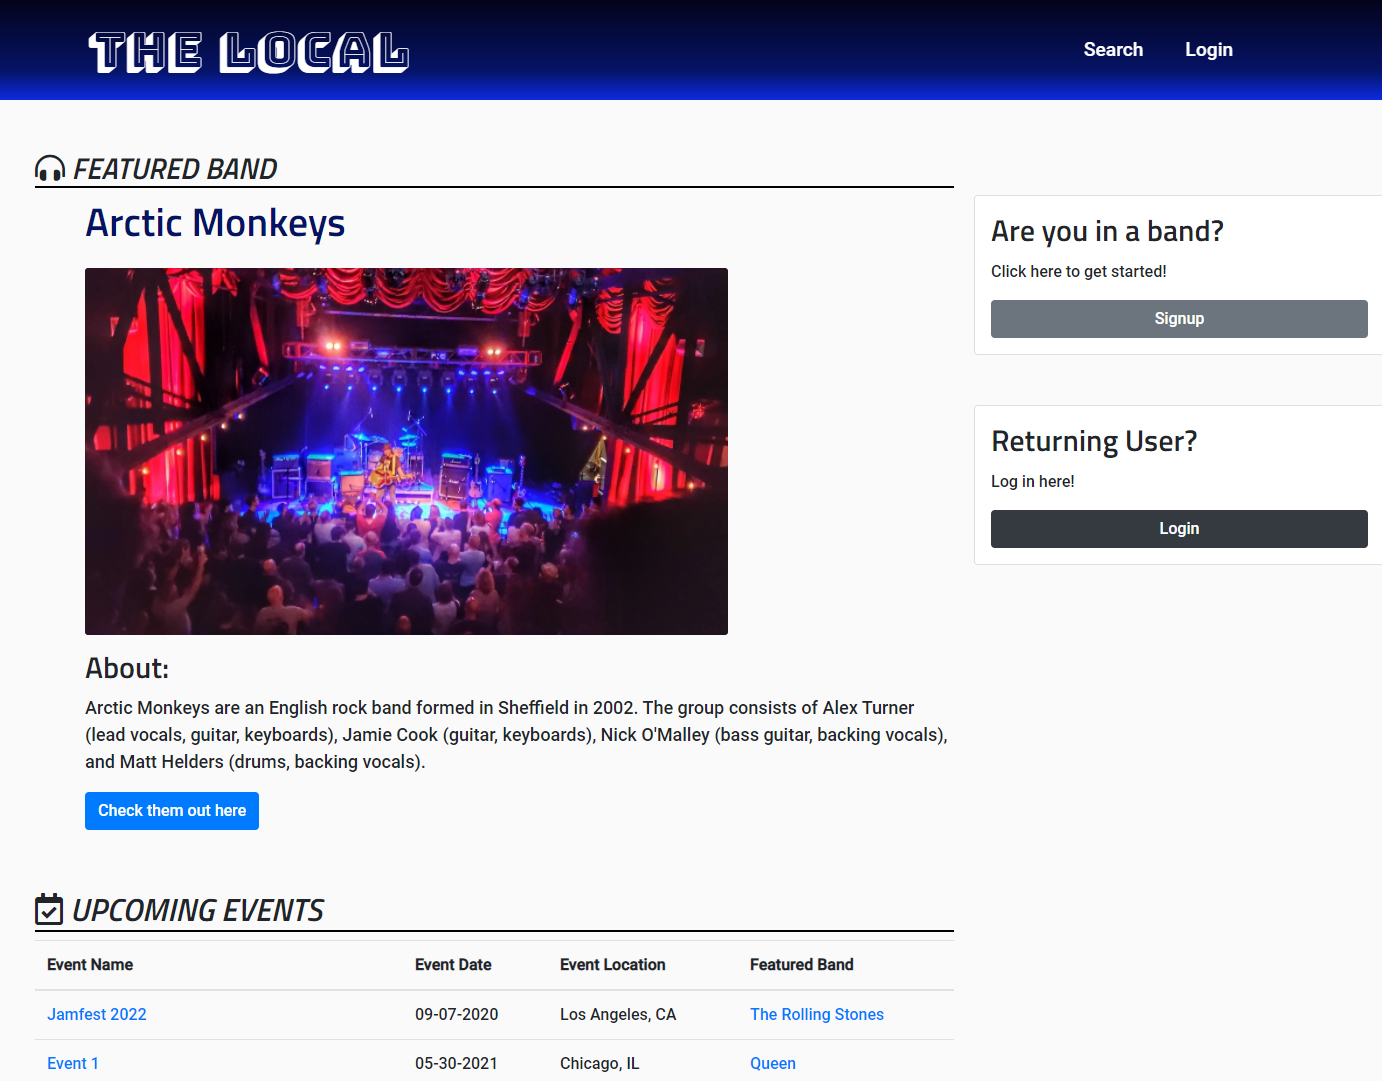 THE LOCAL
Search
Login
FEATURED BAND
Arctic Monkeys
About:
Arctic Monkeys are an English rock band formed in Sheffield in 2002. The group consists of Alex Turner
(lead vocals, guitar, keyboards), Jamie Cook (guitar, keyboards), Nick O'Malley (bass guitar, backing vocals),
and Matt Helders (drums, backing vocals).
Check them out here
Are you in a band?
Click here to get started!
Signup
Returning User?
Log in here!
Login
UPCOMING EVENTS
Event Name Event Date Event Location Featured Band
Jamfest 2022 09-07-2020 Los Angeles, CA The Rolling Stones
Event 1 05-30-2021 Chicago, IL Queen